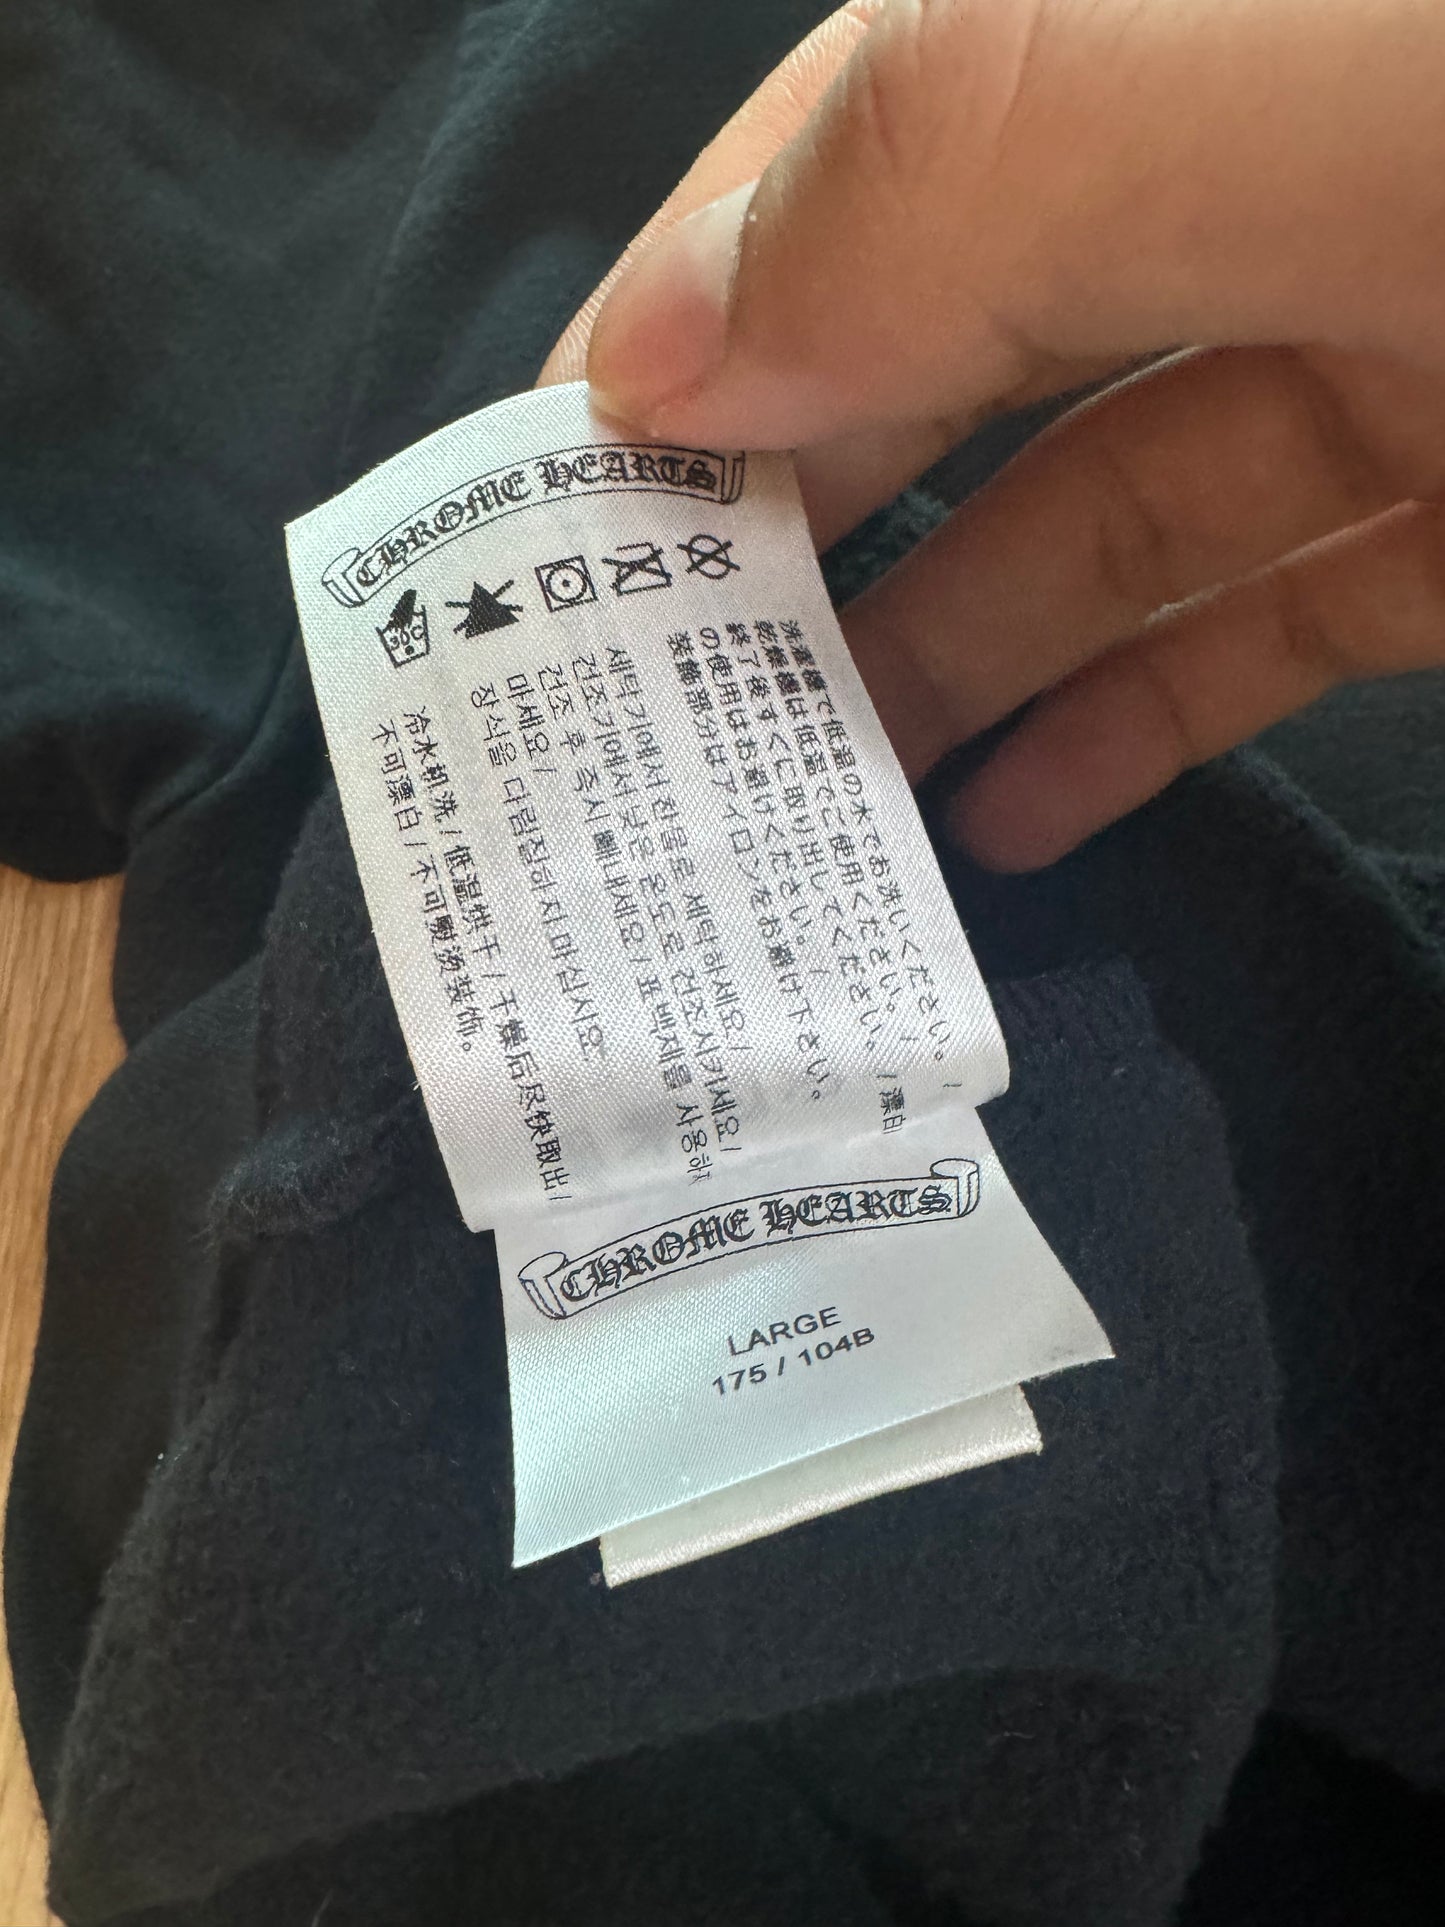 CHROME HEARTS
30℃
洗濯機で低温の水でお洗いください。 /
乾燥機は低温でご使用ください。 / 漂白
終了後すぐに取り出してください。 /
の使用はお避けください。 /
装飾部分はアイロンをお避け下さい。
세탁기에서 찬물로 세탁하세요 /
건조기에서 낮은 온도로 건조시키세요 /
건조 후 즉시 빼내세요 / 표백제를 사용하지
마세요 /
장식을 다림질하지마십시요.
冷水机洗 / 低温烘干 / 干燥后尽快取出 /
不可漂白 / 不可熨烫装饰。
CHROME HEARTS
LARGE
175 / 104B